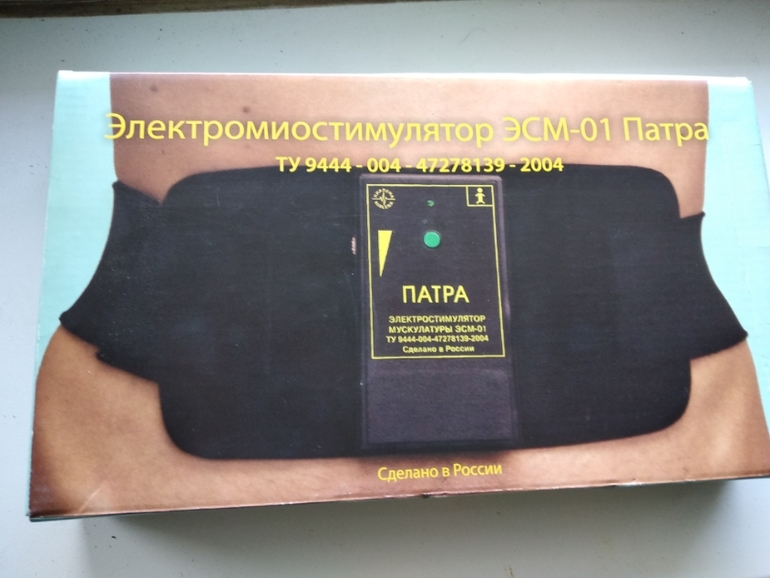 Электромиостимулятор ЭСМ-01 Патра
ТУ 9444 - 004 - 47278139 - 2004
ПАТРА
ЭЛЕКТРОСТИМУЛЯТОР
МУСКУЛАТУРЫ ЭСМ-01
ТУ 9444-004-47278139-2004
Сделано в России
Сделано в России